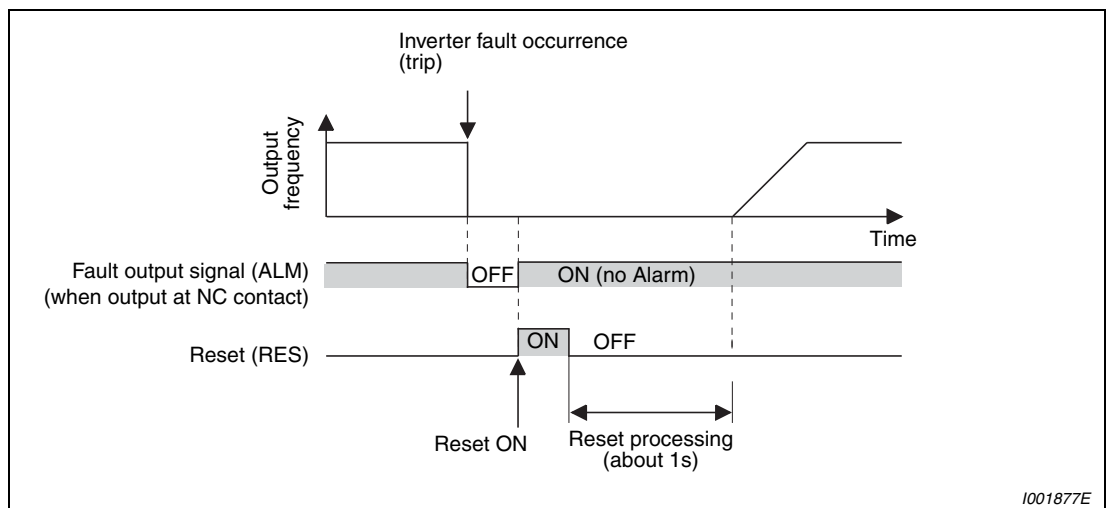 Inverter fault occurrence
(trip)
Output
frequency
Time
Fault output signal (ALM)
(when output at NC contact)
OFF
ON (no Alarm)
Reset (RES)
ON
OFF
Reset ON
Reset processing
(about 1s)
I001877E